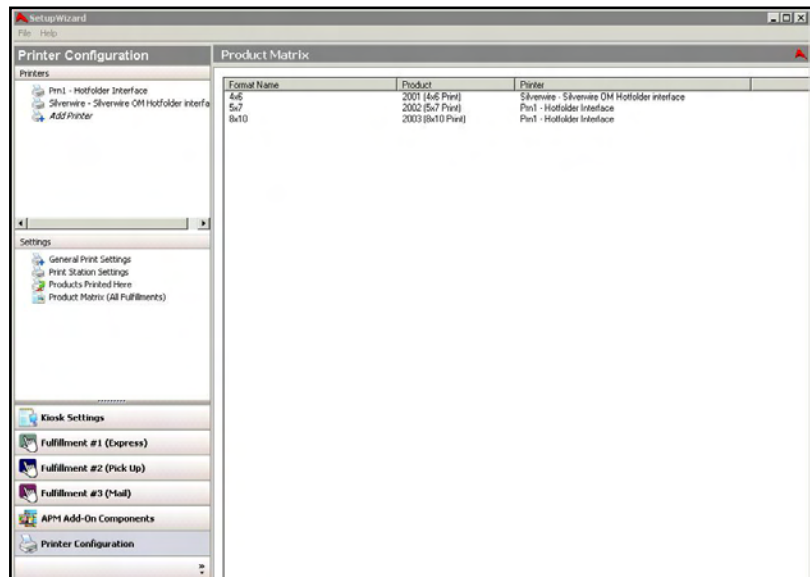 SetupWizard
File Help
Printer Configuration
Product Matrix
Printers
Prn1 - Hotfolder Interface
Silverwire - Silverwire OM Hotfolder interfa
Add Printer
Format Name Product Printer
4x6 2001 (4x6 Print) Silverwire - Silverwire OM Hotfolder interface
5x7 2002 (5x7 Print) Prn1 - Hotfolder Interface
8x10 2003 (8x10 Print) Prn1 - Hotfolder Interface
Settings
General Print Settings
Print Station Settings
Products Printed Here
Product Matrix (All Fulfillments)
Kiosk Settings
Fulfillment #1 (Express)
Fulfillment #2 (Pick Up)
Fulfillment #3 (Mail)
APM Add-On Components
Printer Configuration